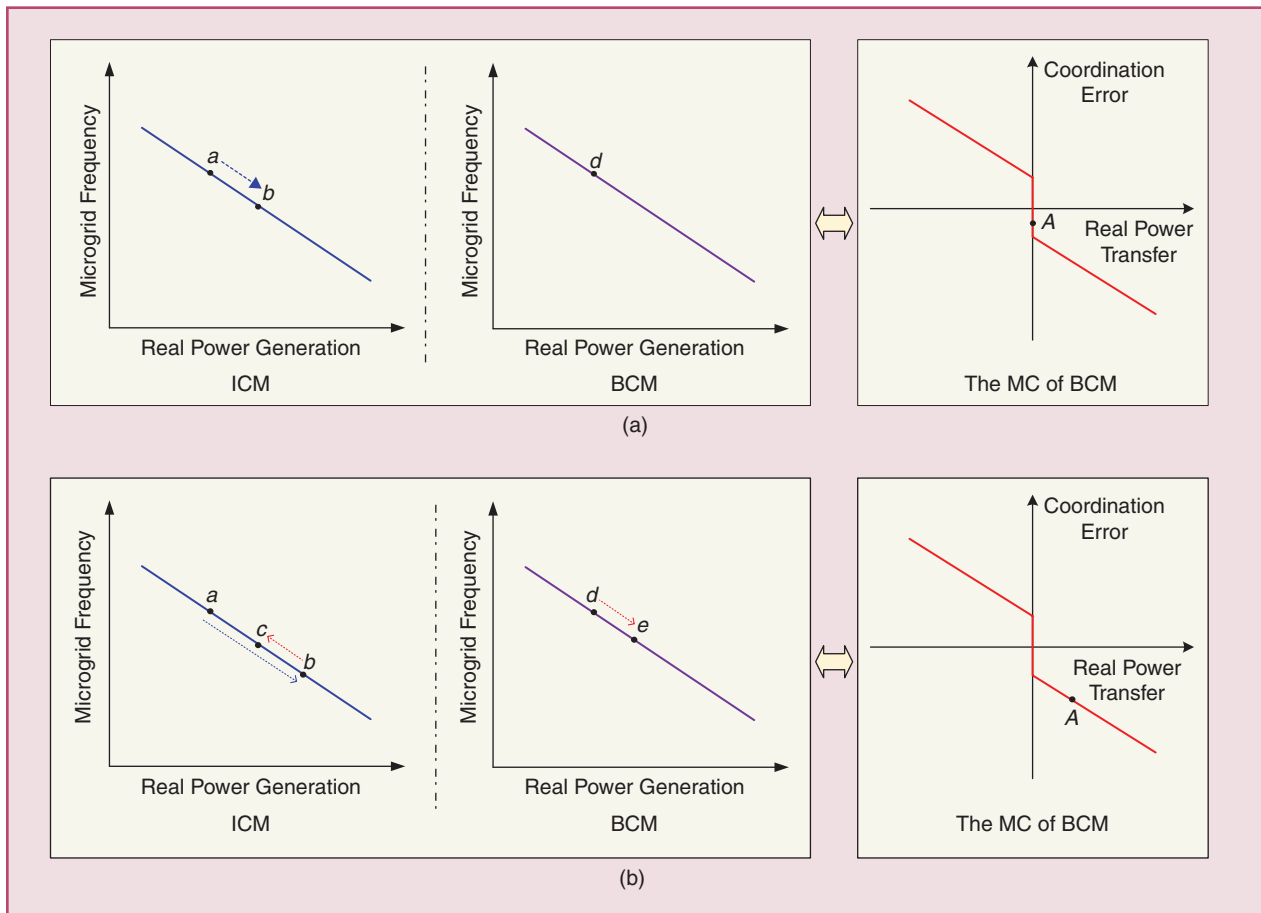 Microgrid Frequency
a
b
Real Power Generation
ICM
Microgrid Frequency
d
Real Power Generation
BCM
Coordination
Error
A
Real Power
Transfer
The MC of BCM
(a)
Microgrid Frequency
a
c
b
Real Power Generation
ICM
Microgrid Frequency
d
e
Real Power Generation
BCM
Coordination
Error
Real Power
Transfer
A
The MC of BCM
(b)